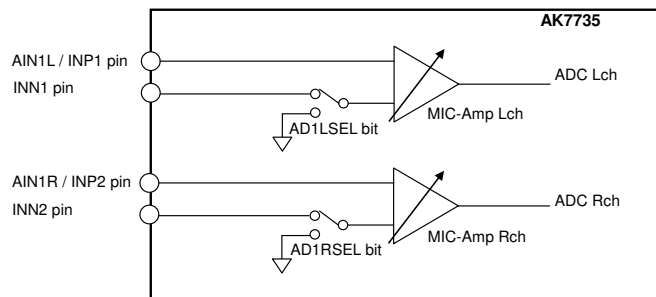 AK7735
AIN1L / INP1 pin
ADC Lch
INN1 pin
MIC-Amp Lch
AD1LSEL bit
AIN1R / INP2 pin
ADC Rch
INN2 pin
MIC-Amp Rch
AD1RSEL bit